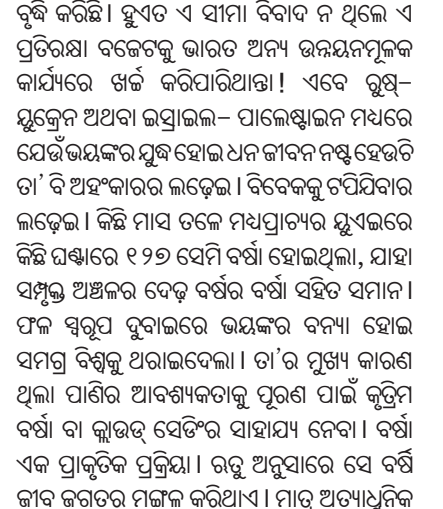 ବୃଦ୍ଧି କରିଛି। ହୁଏତ ଏ ସୀମା ବିବାଦ ନ ଥିଲେ ଏ
ପ୍ରତିରକ୍ଷା ବଜେଟକୁ ଭାରତ ଅନ୍ୟ ଉନ୍ନୟନମୂଳକ
କାର୍ଯ୍ୟରେ ଖର୍ଚ୍ଚ କରିପାରିଥାନ୍ତା! ଏବେ ରୁଷ୍–
ୟୁକ୍ରେନ ଅଥବା ଇସ୍ରାଇଲ– ପାଲେଷ୍ଟାଇନ ମଧ୍ୟରେ
ଯେଉଁ ଭୟଙ୍କର ଯୁଦ୍ଧ ହୋଇ ଧନ ଜୀବନ ନଷ୍ଟ ହେଉଚି
ତା' ବି ଅହଂକାରର ଲଢ଼େଇ। ବିବେକକୁ ଟପିଯିବାର
ଲଢ଼େଇ। କିଛି ମାସ ତଳେ ମଧ୍ୟପ୍ରାଚ୍ୟର ୟୁଏଇରେ
କିଛି ଘଣ୍ଟାରେ ୧୨୭ ସେମି ବର୍ଷା ହୋଇଥିଲା, ଯାହା
ସମ୍ପୃକ୍ତ ଅଞ୍ଚଳର ଦେଢ଼ ବର୍ଷର ବର୍ଷା ସହିତ ସମାନ।
ଫଳ ସ୍ୱରୂପ ଦୁବାଇରେ ଭୟଙ୍କର ବନ୍ୟା ହୋଇ
ସମଗ୍ର ବିଶ୍ୱକୁ ଥରାଇଦେଲା। ତା'ର ମୁଖ୍ୟ କାରଣ
ଥିଲା ପାଣିର ଆବଶ୍ୟକତାକୁ ପୂରଣ ପାଇଁ କୃତ୍ରିମ
ବର୍ଷା ବା କ୍ଲାଉଡ୍ ସେଡିଂର ସାହାଯ୍ୟ ନେବା। ବର୍ଷା
ଏକ ପ୍ରାକୃତିକ ପ୍ରକ୍ରିୟା। ଋତୁ ଅନୁସାରେ ସେ ବର୍ଷି
ଜୀବ ଜଗତର ମଙ୍ଗଳ କରିଥାଏ। ମାତ୍ର ଅତ୍ୟାଧୁନିକ